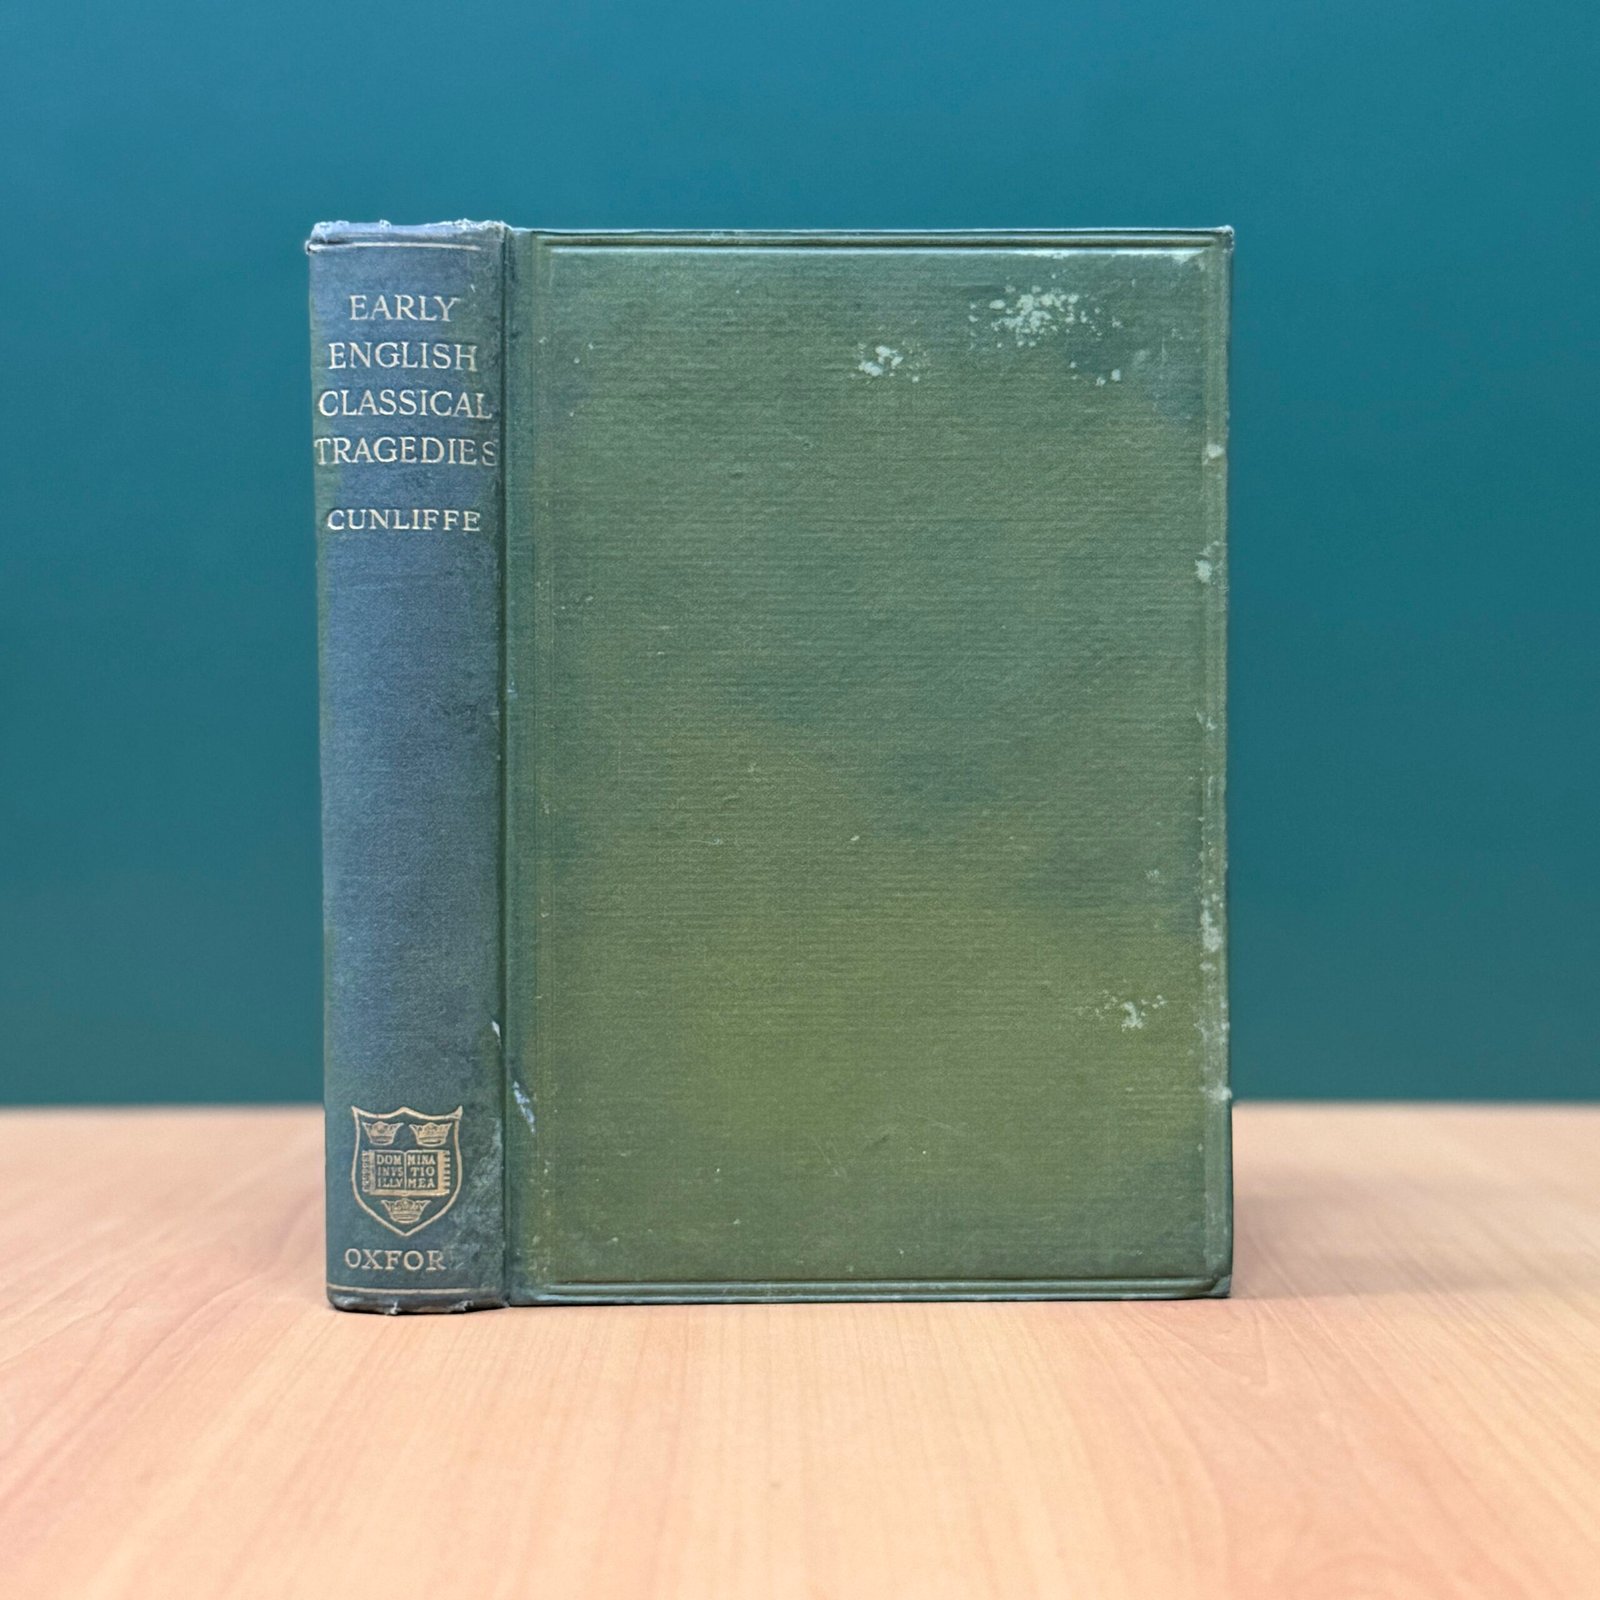 EARLY
ENGLISH
CLASSICAL
TRAGEDIES
CUNLIFFE
DOM MINA
INVS TIO
ILLV MEA
OXFOR